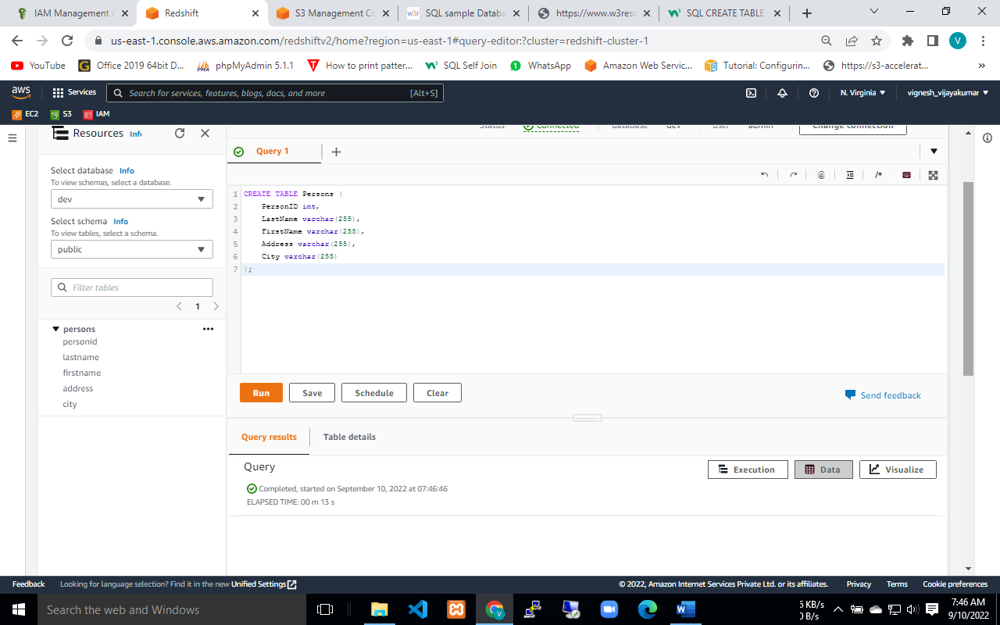 IAM Management C
Redshift
S3 Management Co
w3r SQL sample Databa
https://www.w3reso
SQL CREATE TABLE
us-east-1.console.aws.amazon.com/redshiftv2/home?region=us-east-1#query-editor:?cluster=redshift-cluster-1
V
YouTube
Office 2019 64bit D...
phpMyAdmin 5.1.1
How to print patter...
SQL Self Join
WhatsApp
Amazon Web Servic...
Tutorial: Configurin...
https://s3-accelerat...
»
aws
Services
Search for services, features, blogs, docs, and more [Alt+S]
N. Virginia
vignesh_vijayakumar
EC2 S3 IAM
Resources Info
Status Connected database dev user admin Change connection
Query 1
Select database Info
To view schemas, select a database.
dev
Select schema Info
To view tables, select a schema.
public
Filter tables
1
persons
personid
lastname
firstname
address
city
@ /*
1 CREATE TABLE Persons (
2 PersonID int,
3 LastName varchar(255),
4 FirstName varchar(255),
5 Address varchar(255),
6 City varchar(255)
7 );
Run Save Schedule Clear
Send feedback
Query results Table details
Query
Execution Data Visualize
Completed, started on September 10, 2022 at 07:46:46
ELAPSED TIME: 00 m 13 s
Feedback Looking for language selection? Find it in the new Unified Settings
© 2022, Amazon Internet Services Private Ltd. or its affiliates. Privacy Terms Cookie preferences
Search the web and Windows
KB/s
B/s
7:46 AM
9/10/2022